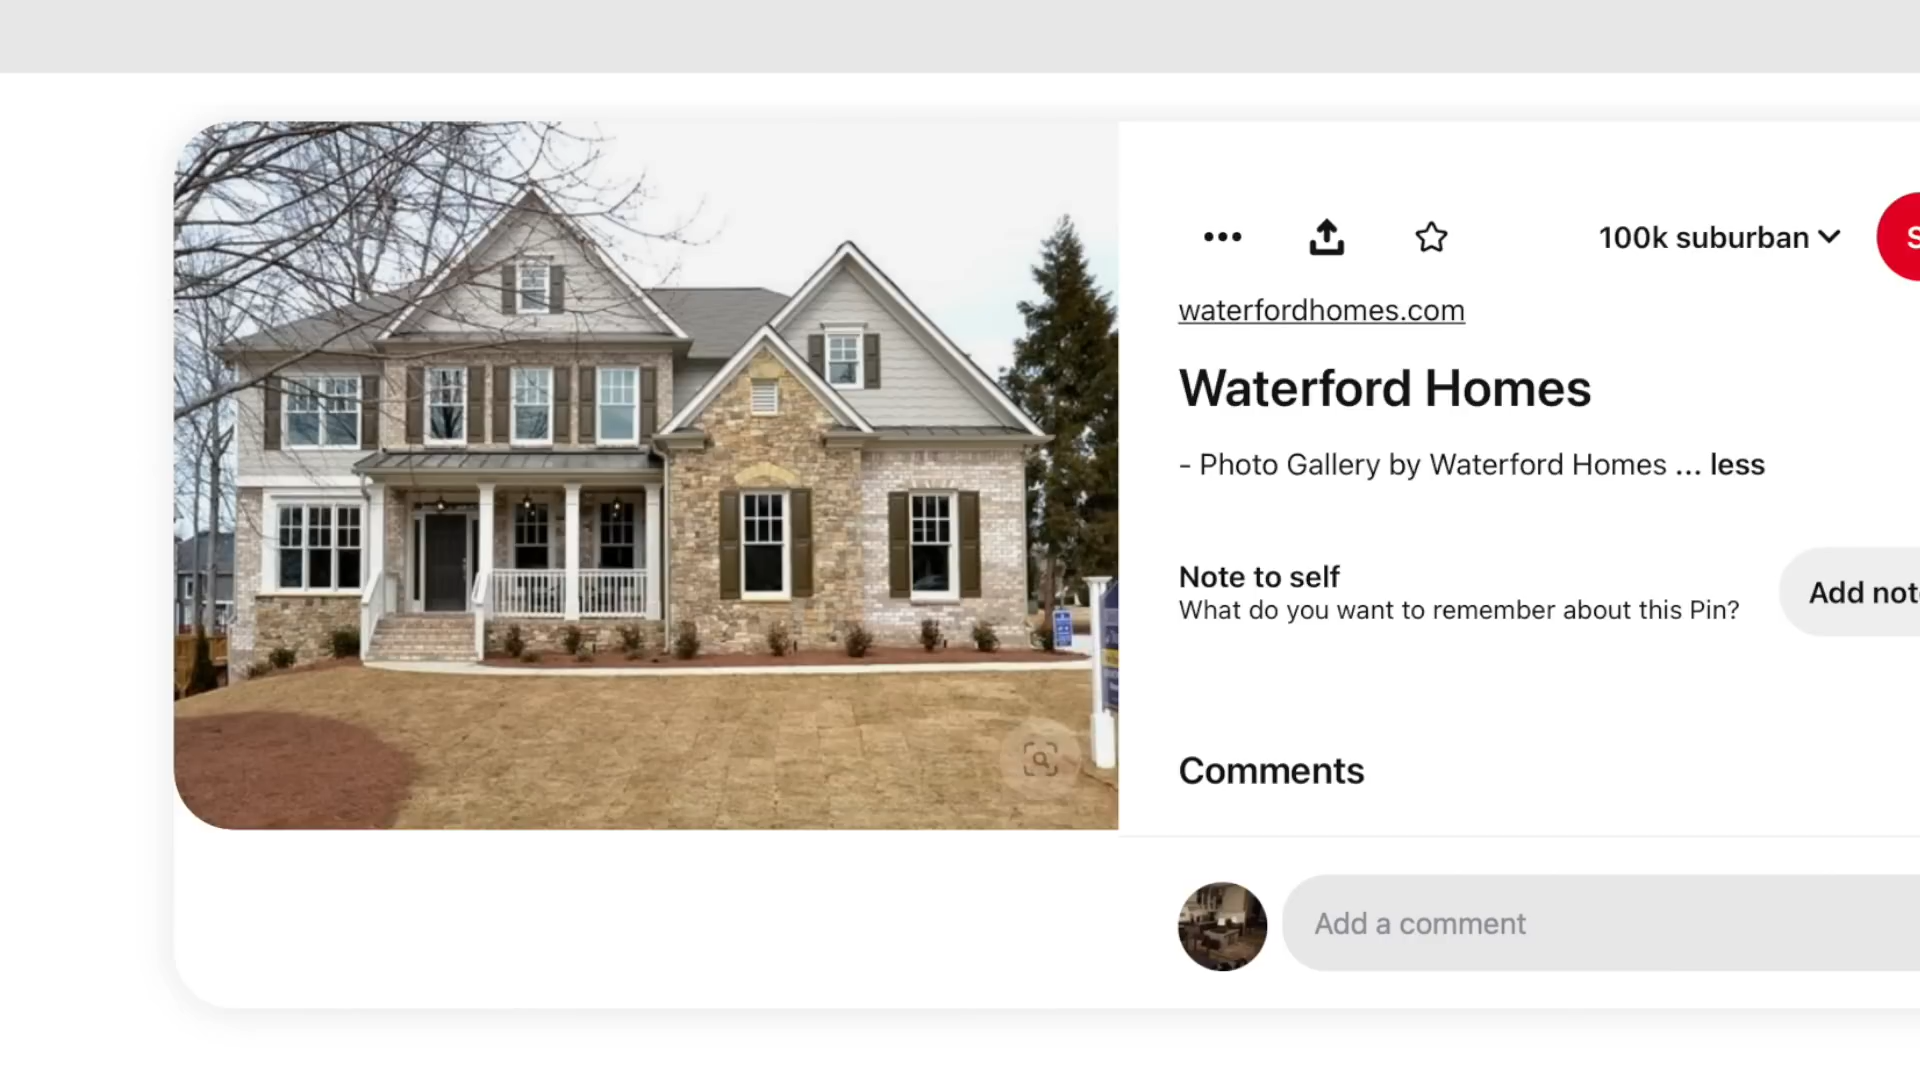 100k suburban
S
waterfordhomes.com
Waterford Homes
- Photo Gallery by Waterford Homes ... less
Note to self
What do you want to remember about this Pin?
Add not
Comments
Add a comment